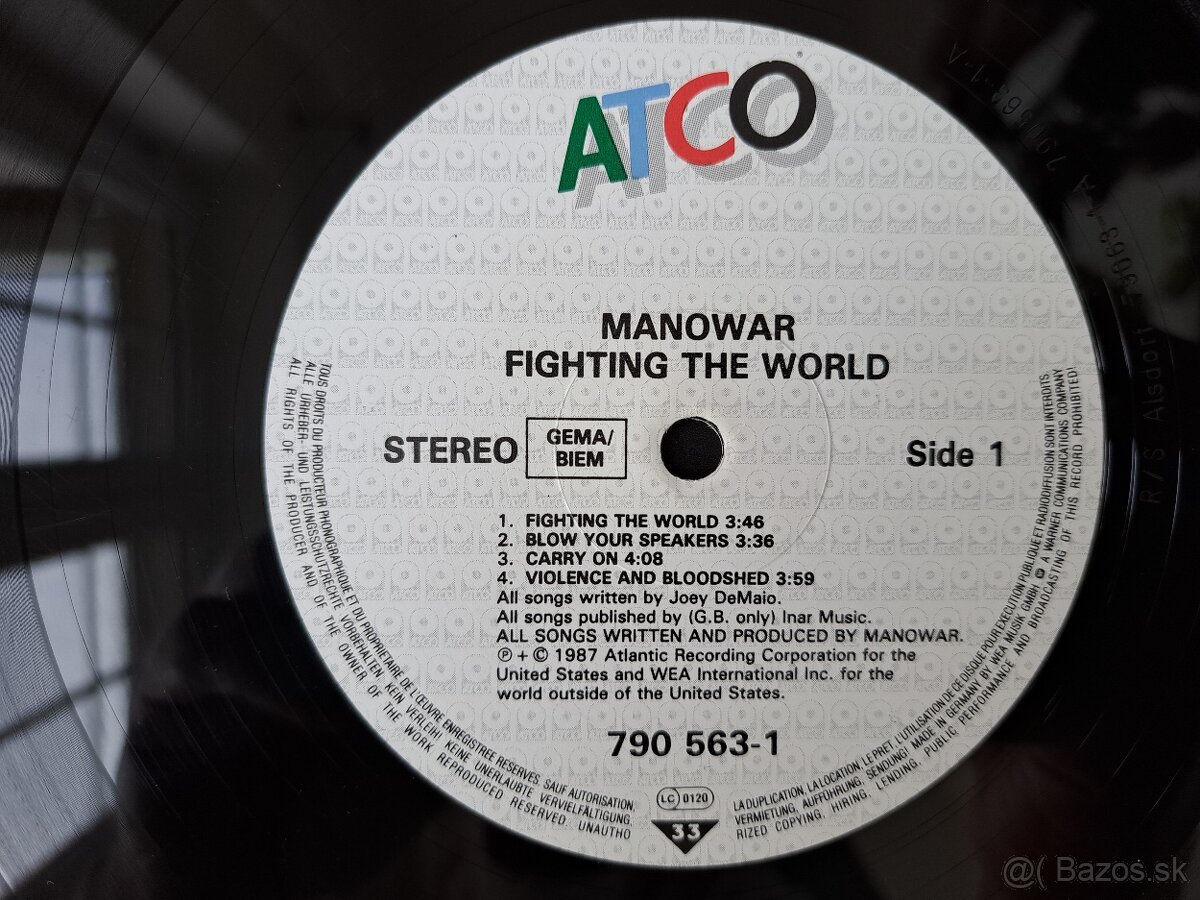 ATCO
MANOWAR
FIGHTING THE WORLD
STEREO
GEMA/
BIEM
Side 1
1. FIGHTING THE WORLD 3:46
2. BLOW YOUR SPEAKERS 3:36
3. CARRY ON 4:08
4. VIOLENCE AND BLOODSHED 3:59
All songs written by Joey DeMaio.
All songs published by (G.B. only) Inar Music.
ALL SONGS WRITTEN AND PRODUCED BY MANOWAR.
℗ + © 1987 Atlantic Recording Corporation for the
United States and WEA International Inc. for the
world outside of the United States.
790 563-1
LC 0120
33
TOUS DROITS DU PRODUCTEUR PHONOGRAPHIQUE ET DU PROPRIETAIRE DE L'ŒUVRE ENREGISTREE RESERVES. SAUF AUTORISATION,
LA DUPLICATION, LA LOCATION, LE PRET, L'UTILISATION DE CE DISQUE POUR EXECUTION PUBLIQUE ET RADIODIFFUSION SONT INTERDITS.
ALLE URHEBER- UND LEISTUNGSSCHUTZRECHTE VORBEHALTEN KEIN VERLEIH! KEINE UNERLAUBTE VERVIELFÄLTIGUNG,
VERMIETUNG, AUFFÜHRUNG, SENDUNG! MADE IN GERMANY BY WEA MUSIK GMBH A WARNER COMMUNICATIONS COMPANY
ALL RIGHTS OF THE PRODUCER AND OF THE OWNER OF THE WORK REPRODUCED RESERVED. UNAUTHO
RIZED COPYING, HIRING, LENDING, PUBLIC PERFORMANCE AND BROADCASTING OF THIS RECORD PROHIBITED!
R/S Alsdorf
@( Bazos.sk